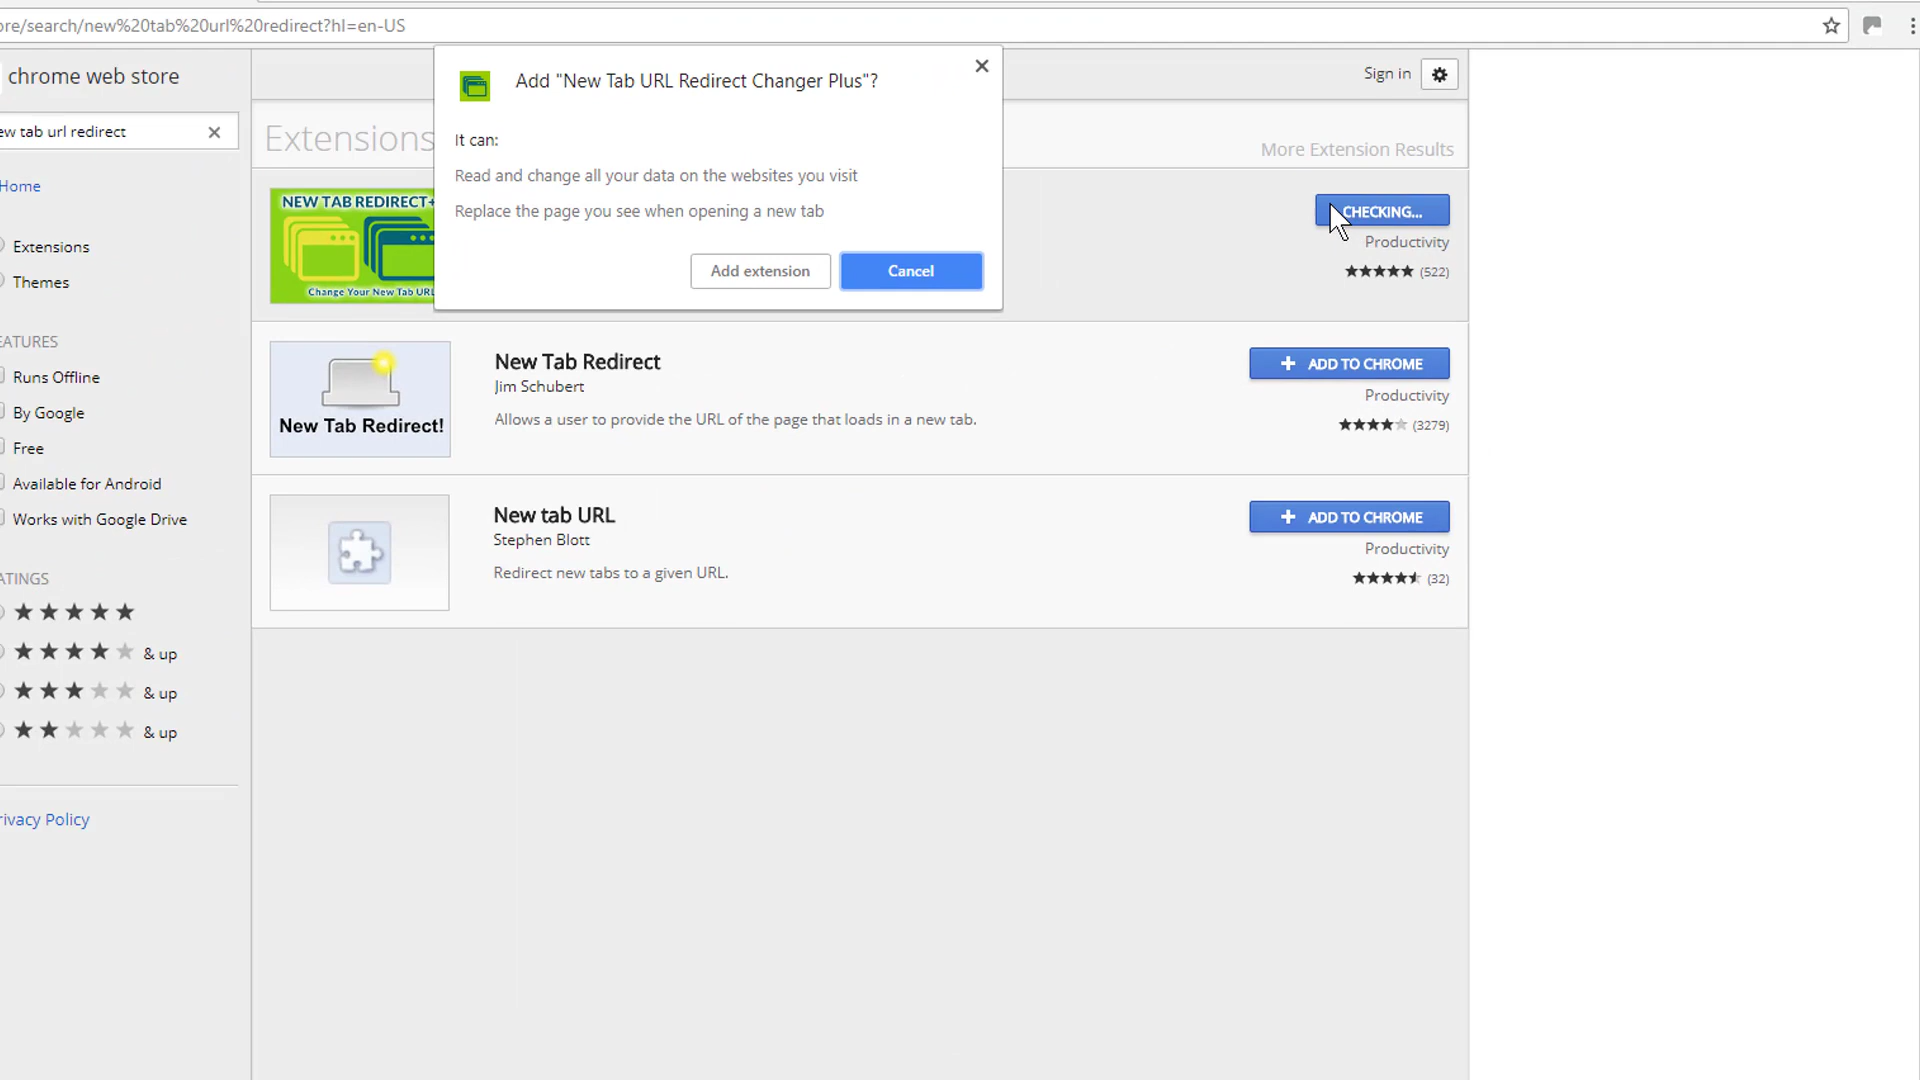 ore/search/new%20tab%20url%20redirect?hl=en-US
chrome web store
ew tab url redirect
Home
Extensions
Themes
EATURES
Runs Offline
By Google
Free
Available for Android
Works with Google Drive
ATINGS
& up
& up
& up
rivacy Policy
Sign in
Extensions
More Extension Results
Add "New Tab URL Redirect Changer Plus"?
It can:
Read and change all your data on the websites you visit
Replace the page you see when opening a new tab
Add extension
Cancel
NEW TAB REDIRECT+
Change Your New Tab URL
CHECKING...
Productivity
(522)
New Tab Redirect!
New Tab Redirect
Jim Schubert
Allows a user to provide the URL of the page that loads in a new tab.
ADD TO CHROME
Productivity
(3279)
New tab URL
Stephen Blott
Redirect new tabs to a given URL.
ADD TO CHROME
Productivity
(32)